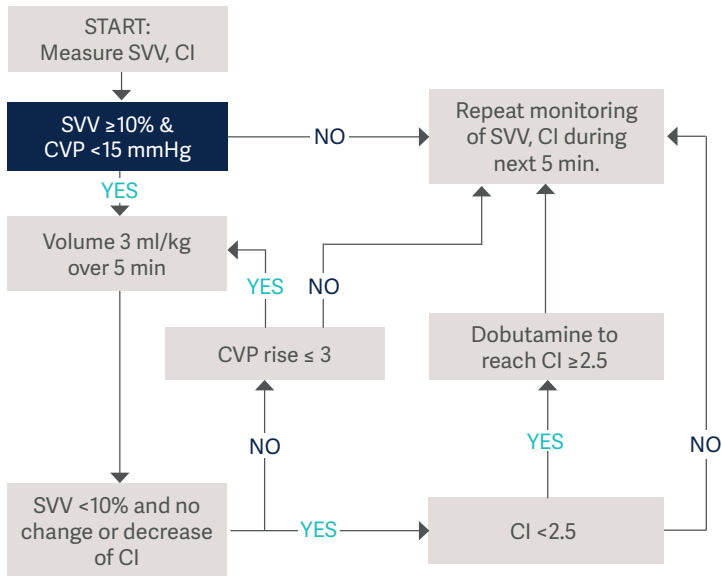 START:
Measure SVV, CI
SVV ≥10% &
CVP <15 mmHg
NO
Repeat monitoring
of SVV, CI during
next 5 min.
YES
Volume 3 ml/kg
over 5 min
YES
NO
CVP rise ≤ 3
Dobutamine to
reach CI ≥2.5
NO
YES
NO
SVV <10% and no
change or decrease
of CI
YES
CI <2.5